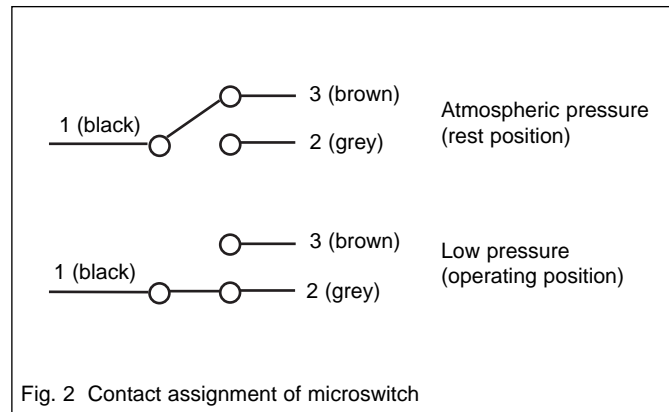 3 (brown)
1 (black)
2 (grey)
Atmospheric pressure
(rest position)
3 (brown)
1 (black)
2 (grey)
Low pressure
(operating position)
Fig. 2 Contact assignment of microswitch